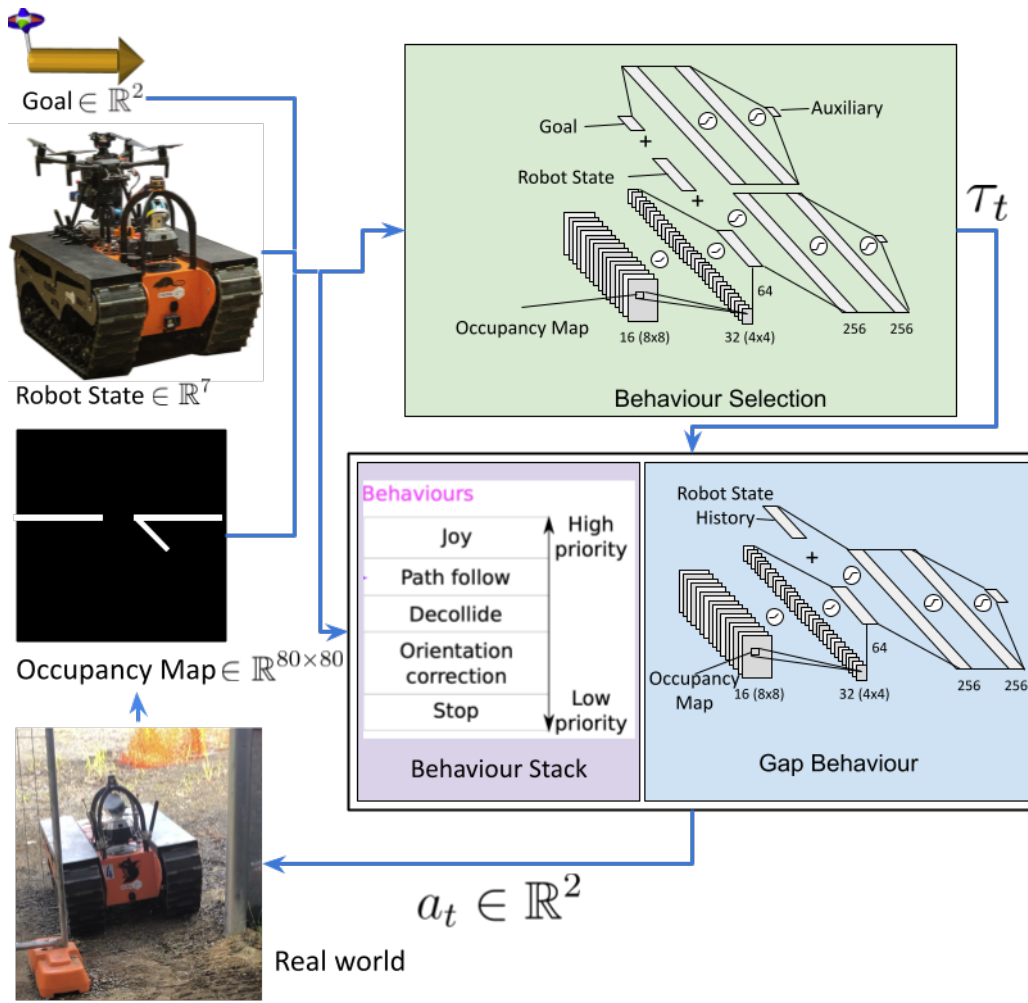 Goal ∈ ℝ²
Robot State ∈ ℝ⁷
Occupancy Map ∈ ℝ⁸⁰ˣ⁸⁰
Goal
+
Robot State
+
Auxiliary
Occupancy Map
16 (8x8)
32 (4x4)
64
256
256
Behaviour Selection
τₜ
Behaviours
Joy
Path follow
Decollide
Orientation
correction
Stop
High
priority
Low
priority
Behaviour Stack
Robot State
History
+
Occupancy
Map
16 (8x8)
32 (4x4)
64
256
256
Gap Behaviour
aₜ ∈ ℝ²
4
Real world